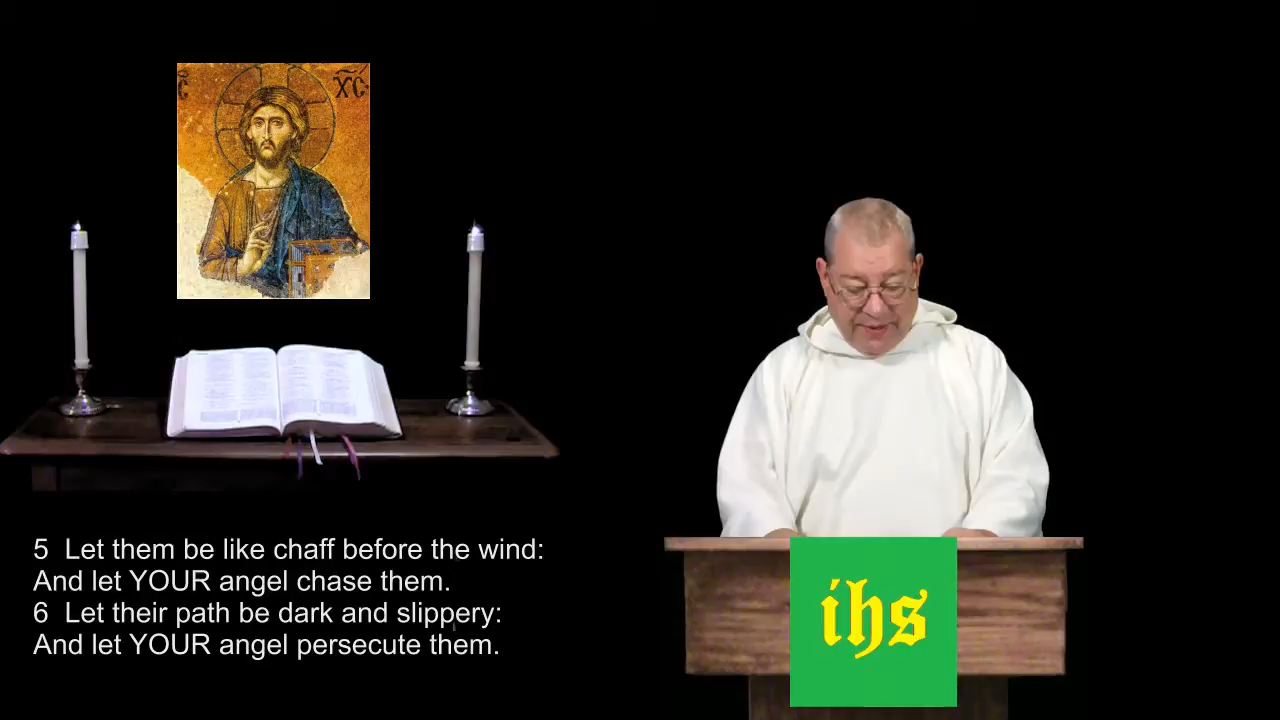 C
XC
5 Let them be like chaff before the wind:
And let YOUR angel chase them.
6 Let their path be dark and slippery:
And let YOUR angel persecute them.
ihs